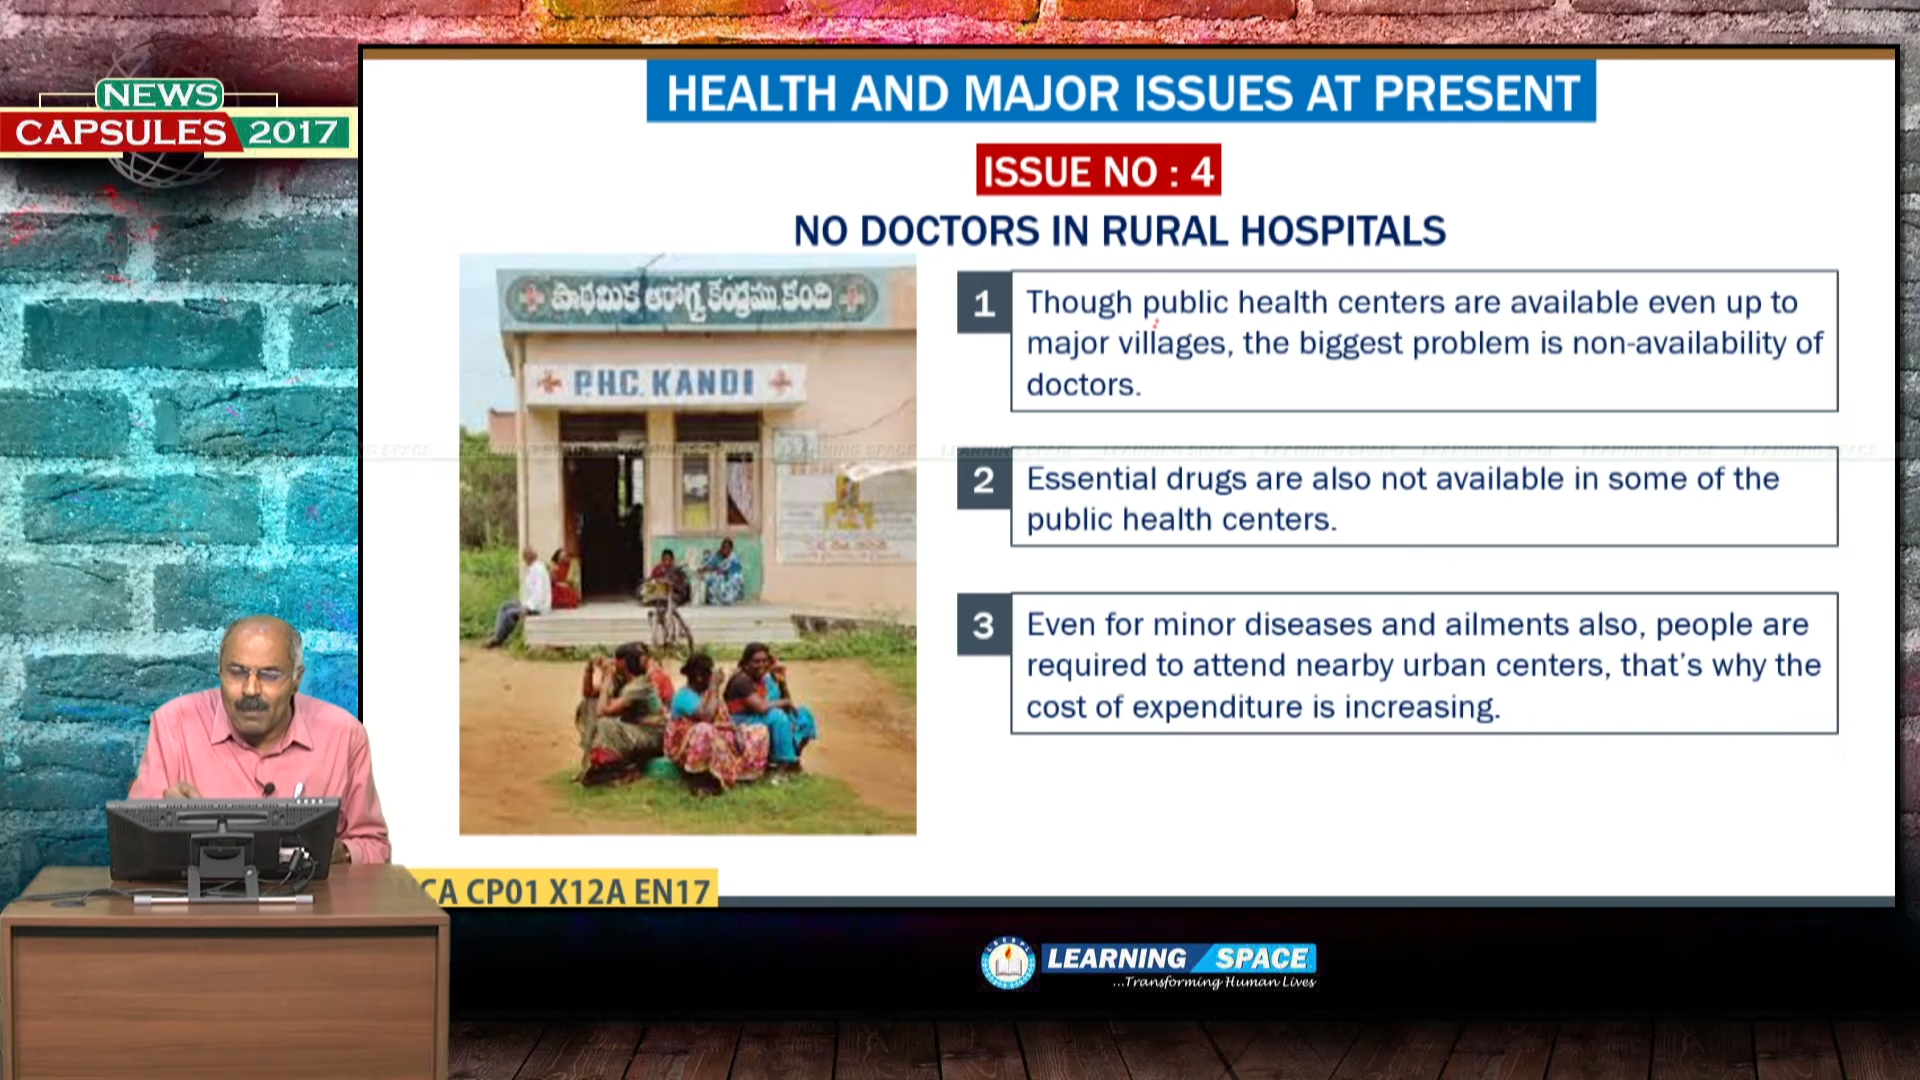 NEWS
CAPSULES 2017
HEALTH AND MAJOR ISSUES AT PRESENT
ISSUE NO : 4
NO DOCTORS IN RURAL HOSPITALS
ప్రాథమిక ఆరోగ్య కేంద్రము. కంది
P.H.C. KANDI
1
Though public health centers are available even up to
major villages, the biggest problem is non-availability of
doctors.
2
Essential drugs are also not available in some of the
public health centers.
3
Even for minor diseases and ailments also, people are
required to attend nearby urban centers, that's why the
cost of expenditure is increasing.
CA CP01 X12A EN17
LEARNING SPACE
...Transforming Human Lives